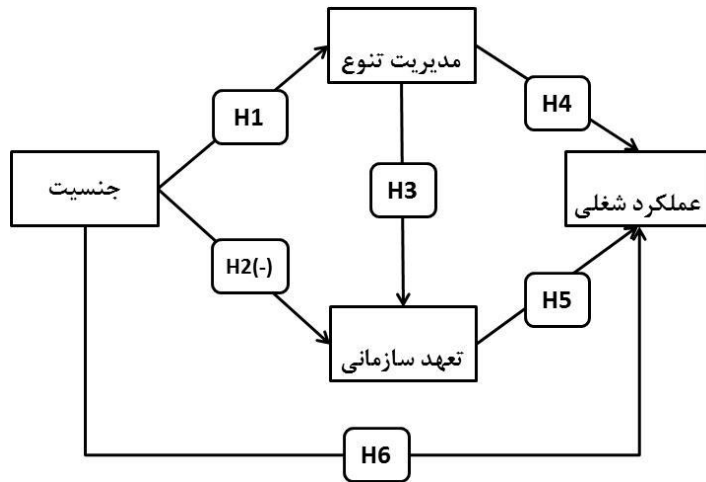 مدیریت تنوع
H1
H4
جنسیت
H3
عملکرد شغلی
H2(-)
H5
تعهد سازمانی
H6